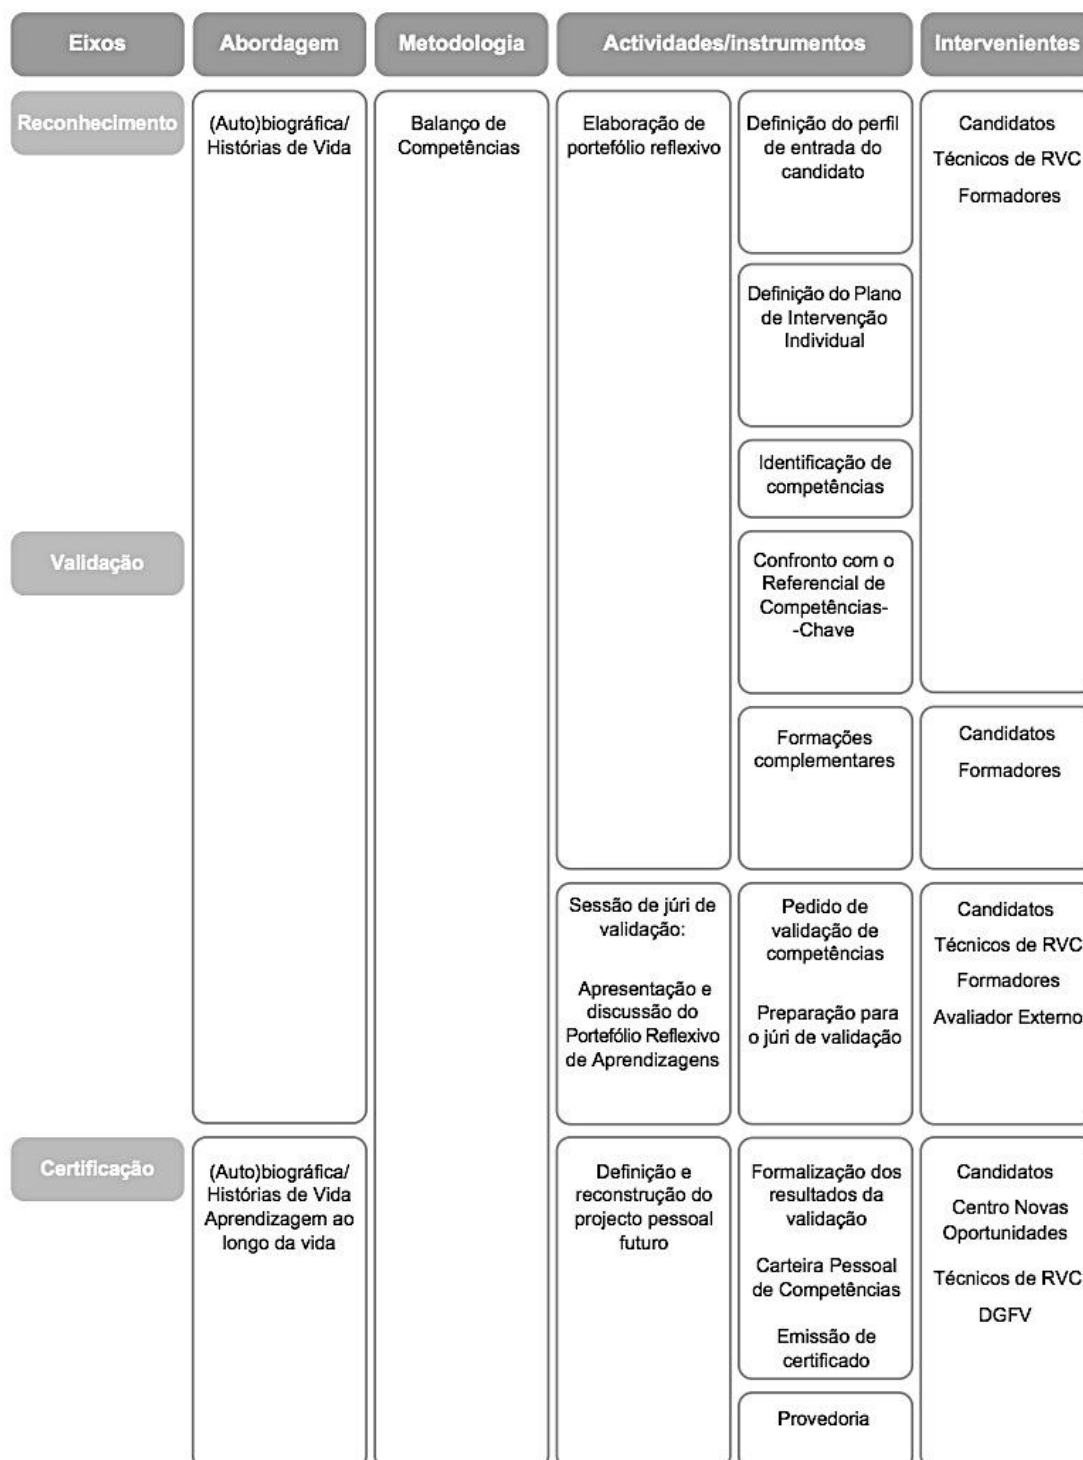 Eixos
Abordagem
Metodologia
Actividades/instrumentos
Intervenientes
Reconhecimento
(Auto)biográfica/
Histórias de Vida
Balanço de
Competências
Elaboração de
portefólio reflexivo
Definição do perfil
de entrada do
candidato
Candidatos
Técnicos de RVC
Formadores
Definição do Plano
de Intervenção
Individual
Identificação de
competências
Validação
Confronto com o
Referencial de
Competências-
-Chave
Formações
complementares
Candidatos
Formadores
Sessão de júri de
validação:
Apresentação e
discussão do
Portefólio Reflexivo
de Aprendizagens
Pedido de
validação de
competências
Preparação para
o júri de validação
Candidatos
Técnicos de RVC
Formadores
Avaliador Externo
Certificação
(Auto)biográfica/
Histórias de Vida
Aprendizagem ao
longo da vida
Definição e
reconstrução do
projecto pessoal
futuro
Formalização dos
resultados da
validação
Carteira Pessoal
de Competências
Emissão de
certificado
Provedoria
Candidatos
Centro Novas
Oportunidades
Técnicos de RVC
DGFV